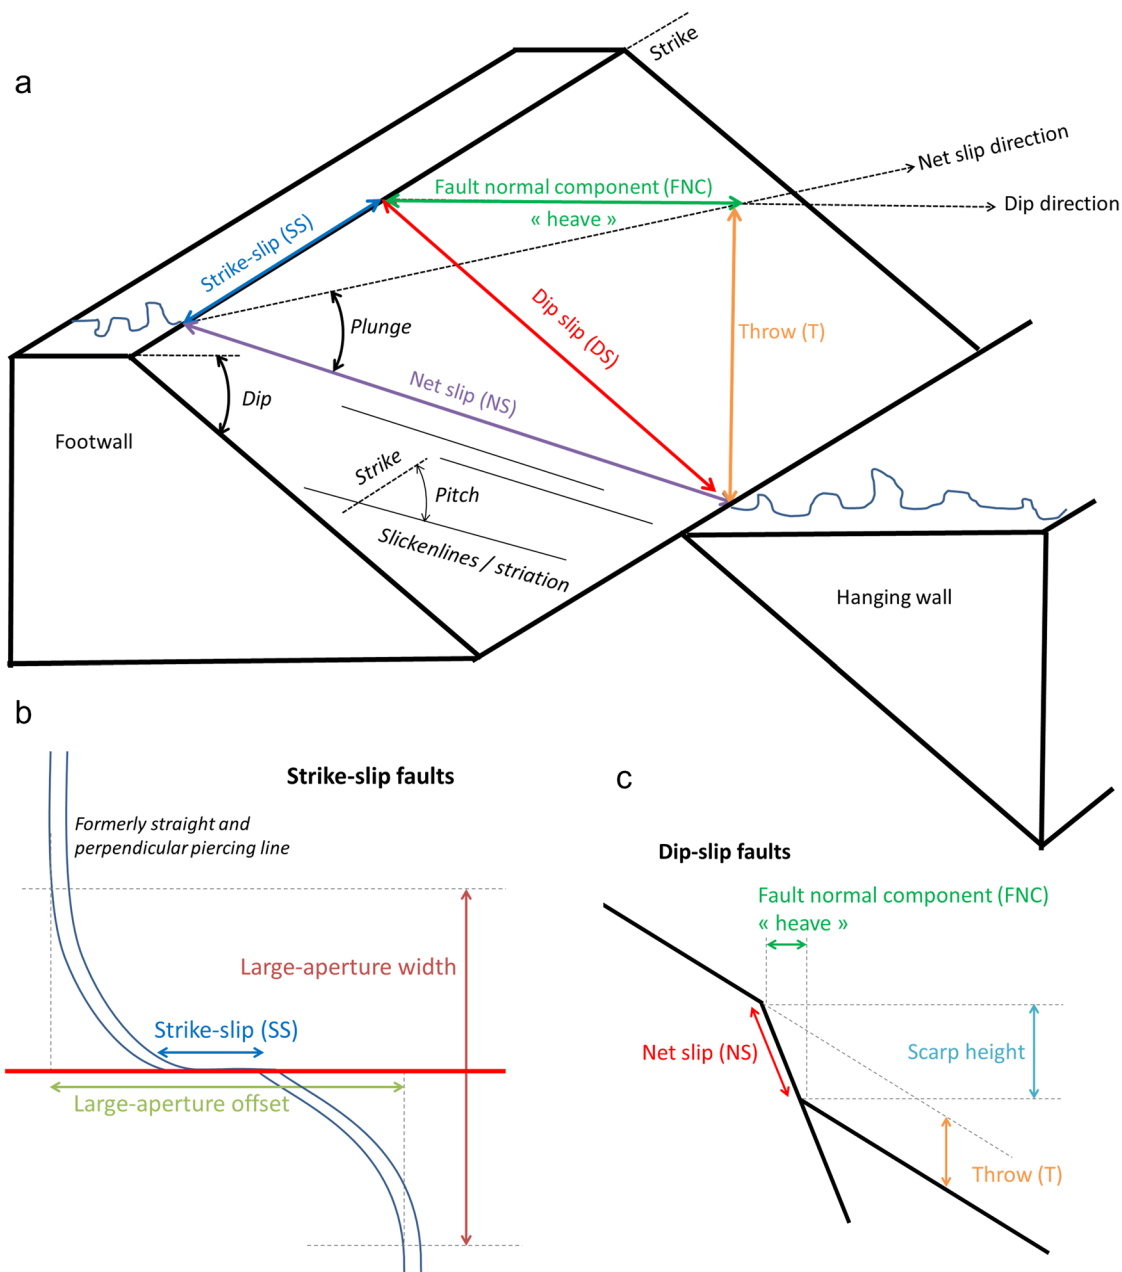 a
Strike
Net slip direction
Fault normal component (FNC)
« heave »
Dip direction
Strike-slip (SS)
Dip slip (DS)
Plunge
Throw (T)
Net slip (NS)
Dip
Footwall
Strike
Pitch
Slickenlines / striation
Hanging wall
b
Strike-slip faults
Formerly straight and
perpendicular piercing line
Large-aperture width
Strike-slip (SS)
Large-aperture offset
c
Dip-slip faults
Fault normal component (FNC)
« heave »
Net slip (NS)
Scarp height
Throw (T)